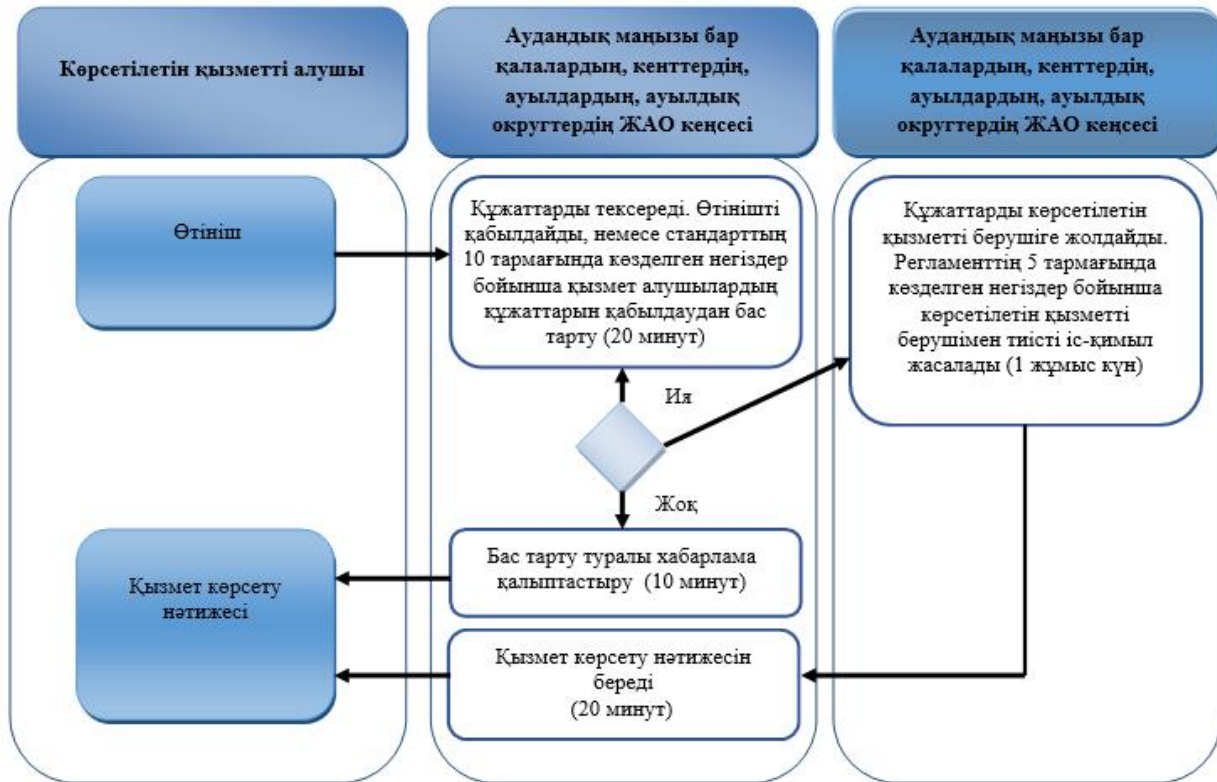 Көрсетілетін қызметті алушы
Аудандық маңызы бар
қалалардың, кенттердің,
ауылдардың, ауылдық
округтердің ЖАО кеңсесі
Аудандық маңызы бар
қалалардың, кенттердің,
ауылдардың, ауылдық
округтердің ЖАО кеңсесі
Өтініш
Құжаттарды тексереді. Өтінішті
қабылдайды, немесе стандарттың
10 тармағында көзделген негіздер
бойынша қызмет алушылардың
құжаттарын қабылдаудан бас
тарту (20 минут)
Құжаттарды көрсетілетін
қызметті берушіге жолдайды.
Регламенттің 5 тармағында
көзделген негіздер бойынша
көрсетілетін қызметті
берушімен тиісті іс-қимыл
жасалады (1 жұмыс күн)
Ия
Жоқ
Бас тарту туралы хабарлама
қалыптастыру (10 минут)
Қызмет көрсету
нәтижесі
Қызмет көрсету нәтижесін
береді
(20 минут)